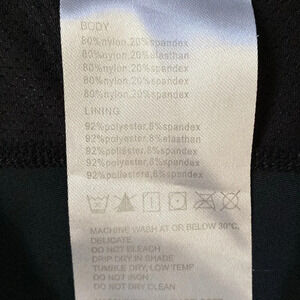 BODY
80%nylon,20%spandex
80%nylon,20%elasthan
80%nylon,20%spandex
80%nylon,20%spandex
80%nylon,20%spandex
LINING
92%polyester,8%spandex
92%polyester,8%elasthan
92%polyester,8%spandex
92%polyester,8%spandex
92%poliestere,8%spandex
MACHINE WASH AT OR BELOW 30°C,
DELICATE
DO NOT BLEACH
DRIP DRY IN SHADE
TUMBLE DRY, LOW TEMP
DO NOT IRON
DO NOT DRY CLEAN